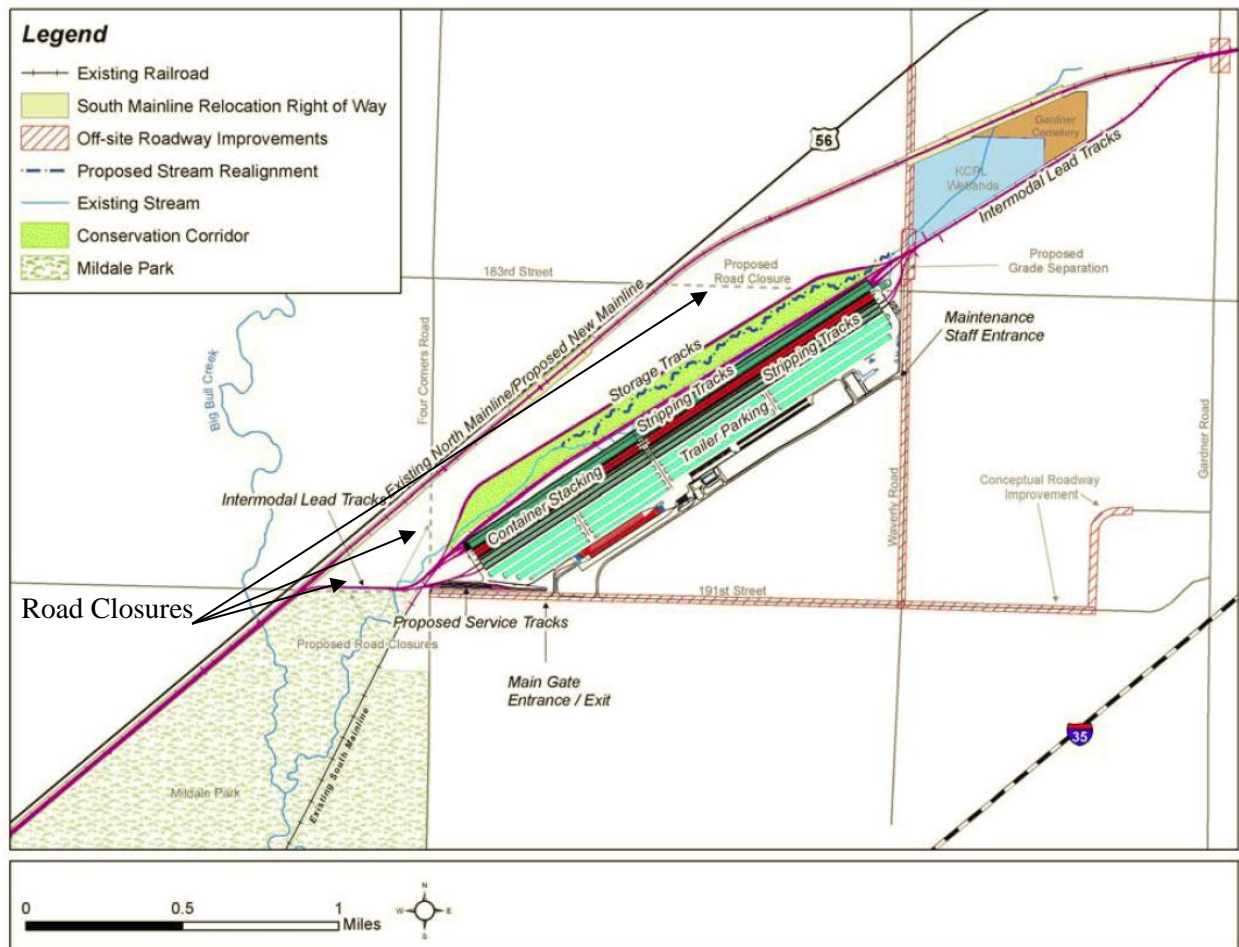 Legend
Existing Railroad
South Mainline Relocation Right of Way
Off-site Roadway Improvements
Proposed Stream Realignment
Existing Stream
Conservation Corridor
Mildale Park
56
Gardner
Cemetery
KCPL
Wetlands
Intermodal Lead Tracks
183rd Street
Proposed
Road Closure
Proposed
Grade Separation
Maintenance
Staff Entrance
Big Bull Creek
Four Corners Road
Existing North Mainline/Proposed New Mainline
Storage Tracks
Stripping Tracks
Stripping Tracks
Trailer Parking
Container Stacking
Waverly Road
Gardner Road
Intermodal Lead Tracks
Conceptual Roadway
Improvement
Road Closures
191st Street
Proposed Service Tracks
Proposed Road Closures
Main Gate
Entrance / Exit
Existing South Mainline
Mildale Park
35
0
0.5
1
Miles
N
W
E
S